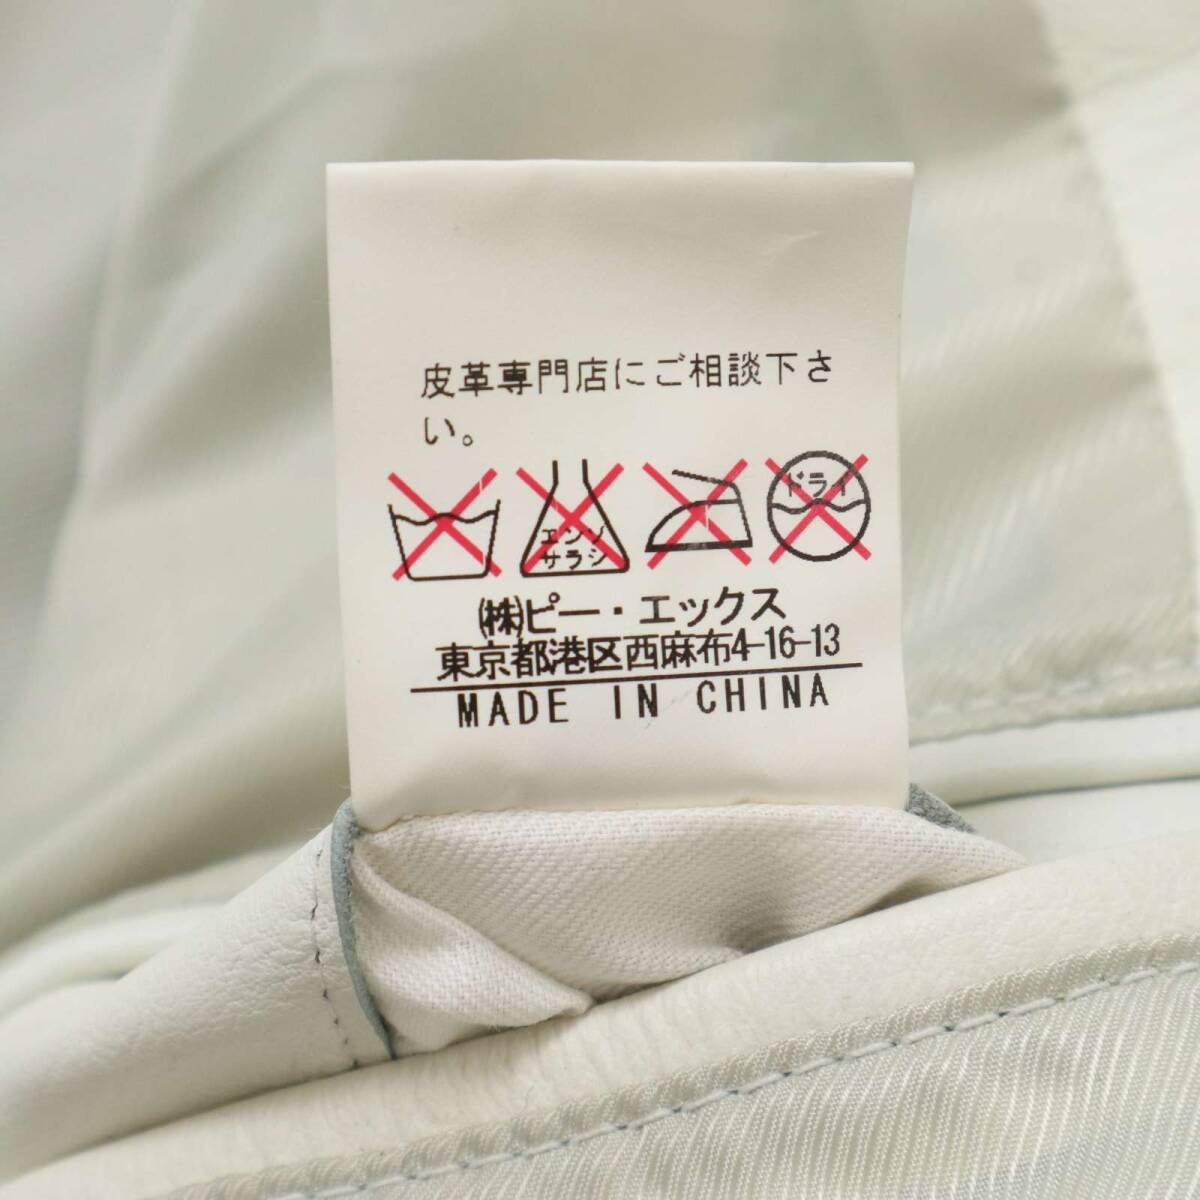 皮革専門店にご相談下さ
い。
エンソ
サラシ
ドライ
㈱ピー・エックス
東京都港区西麻布4-16-13
MADE IN CHINA